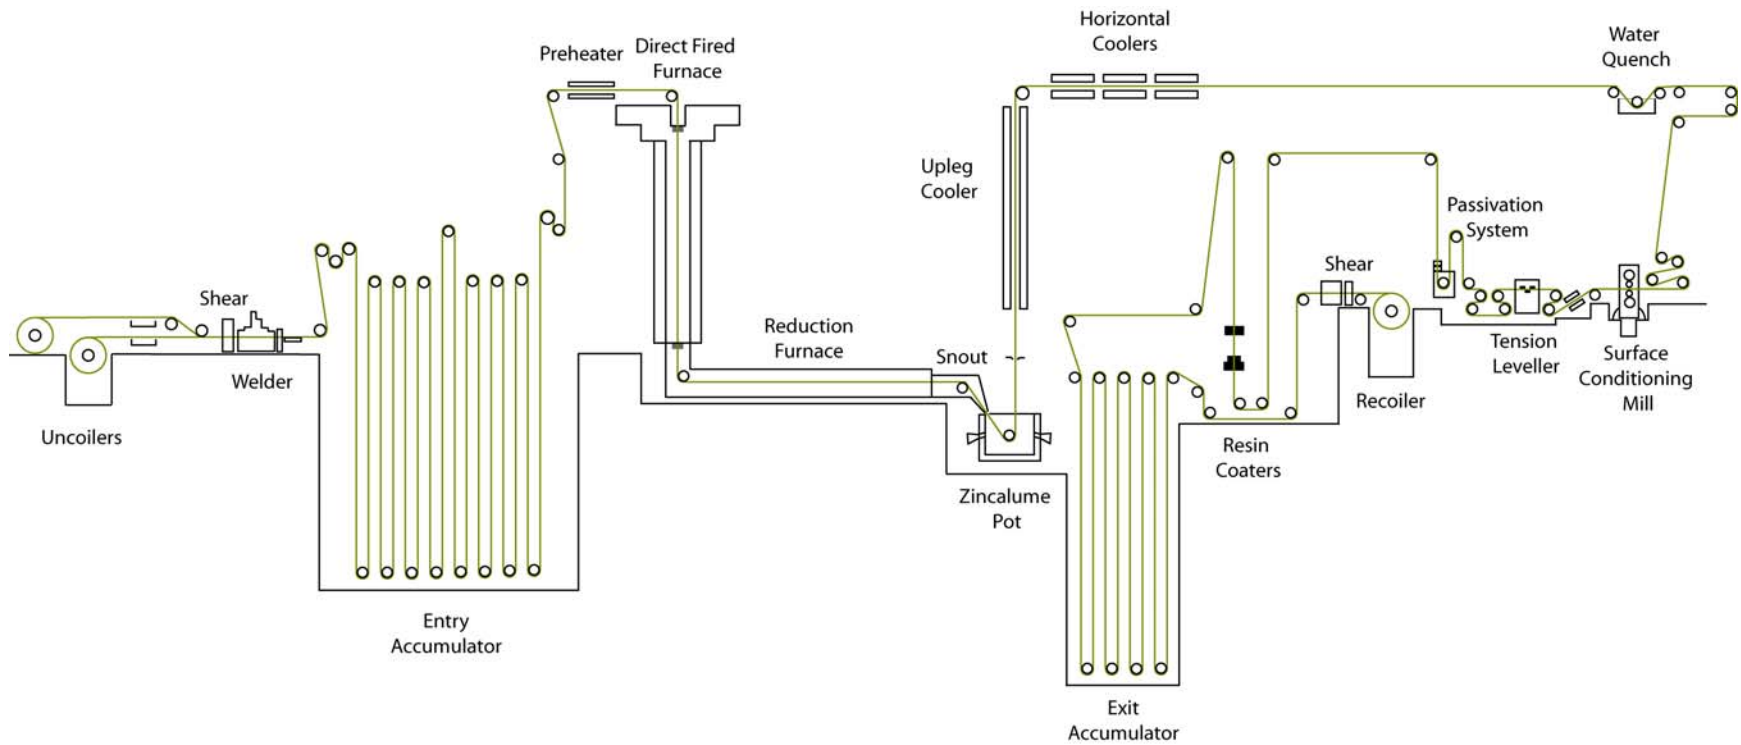 Horizontal
Coolers
Water
Quench
Preheater
Direct Fired
Furnace
Upleg
Cooler
Passivation
System
Shear
Shear
Welder
Uncoilers
Reduction
Furnace
Snout
Tension
Leveller
Surface
Conditioning
Mill
Recoiler
Resin
Coaters
Zincalume
Pot
Entry
Accumulator
Exit
Accumulator